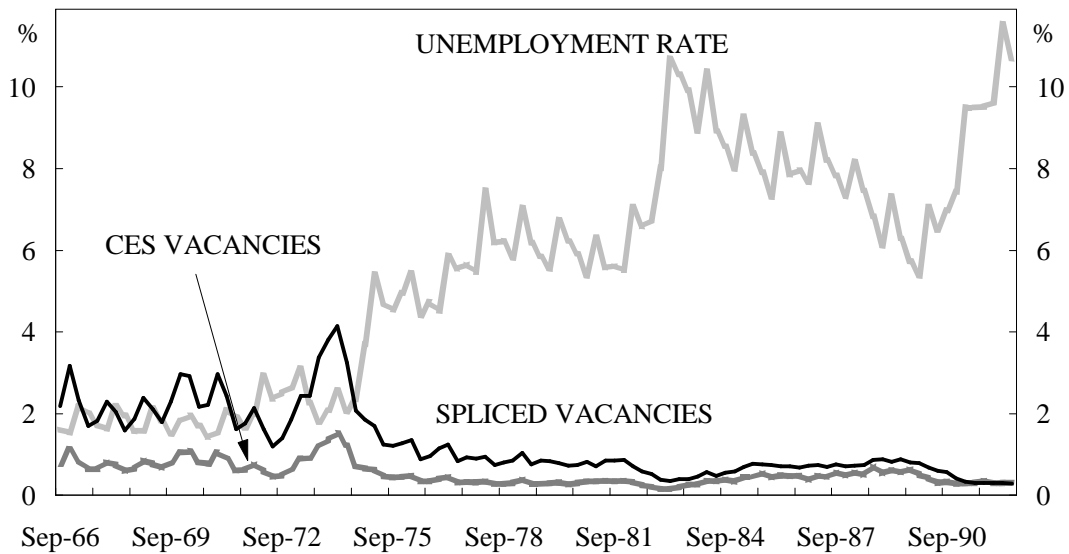 % UNEMPLOYMENT RATE %
10 10
8 8
CES VACANCIES
6 6
4 4
2 SPLICED VACANCIES 2
0 0
Sep-66 Sep-69 Sep-72 Sep-75 Sep-78 Sep-81 Sep-84 Sep-87 Sep-90